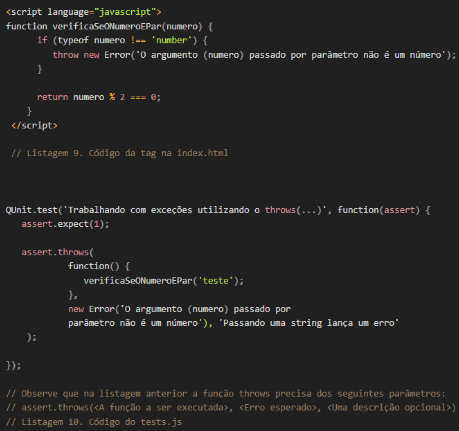 <script language="javascript">
function verificaSeONumeroEPar(numero) {
if (typeof numero !== 'number') {
throw new Error('O argumento (numero) passado por parâmetro não é um número');
}
return numero % 2 === 0;
}
</script>
// Listagem 9. Código da tag na index.html
QUnit.test('Trabalhando com exceções utilizando o throws(...)', function(assert) {
assert.expect(1);
assert.throws(
function() {
verificaSeONumeroEPar('teste');
},
new Error('O argumento (numero) passado por
parâmetro não é um número'), 'Passando uma string lança um erro'
);
});
// Observe que na listagem anterior a função throws precisa dos seguintes parâmetros:
// assert.throws(<A função a ser executada>, <Erro esperado>, <Uma descrição opcional>)
// Listagem 10. Código do tests.js